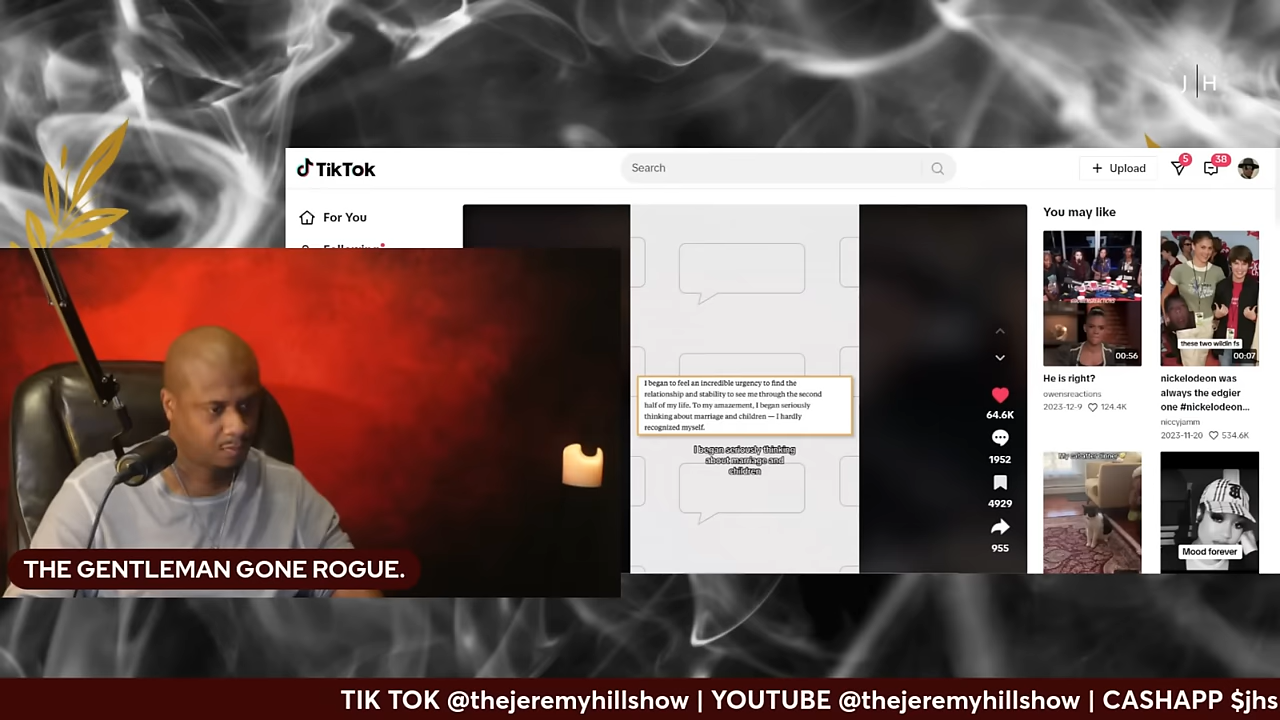 J H
TikTok
Search
Upload
5
38
For You
Following
You may like
I began to feel an incredible urgency to find the
relationship and stability to see me through the second
half of my life. To my amazement, I began seriously
thinking about marriage and children — I hardly
recognized myself.
I began seriously thinking
about marriage and
children
64.6K
1952
4929
955
00:56
He is right?
owensreactions
2023-12-9 124.4K
these two wildin fs
00:07
nickelodeon was
always the edgier
one #nickelodeon...
niccyjamm
2023-11-20 534.6K
Mood forever
THE GENTLEMAN GONE ROGUE.
TIK TOK @thejeremyhillshow | YOUTUBE @thejeremyhillshow | CASHAPP $jhs